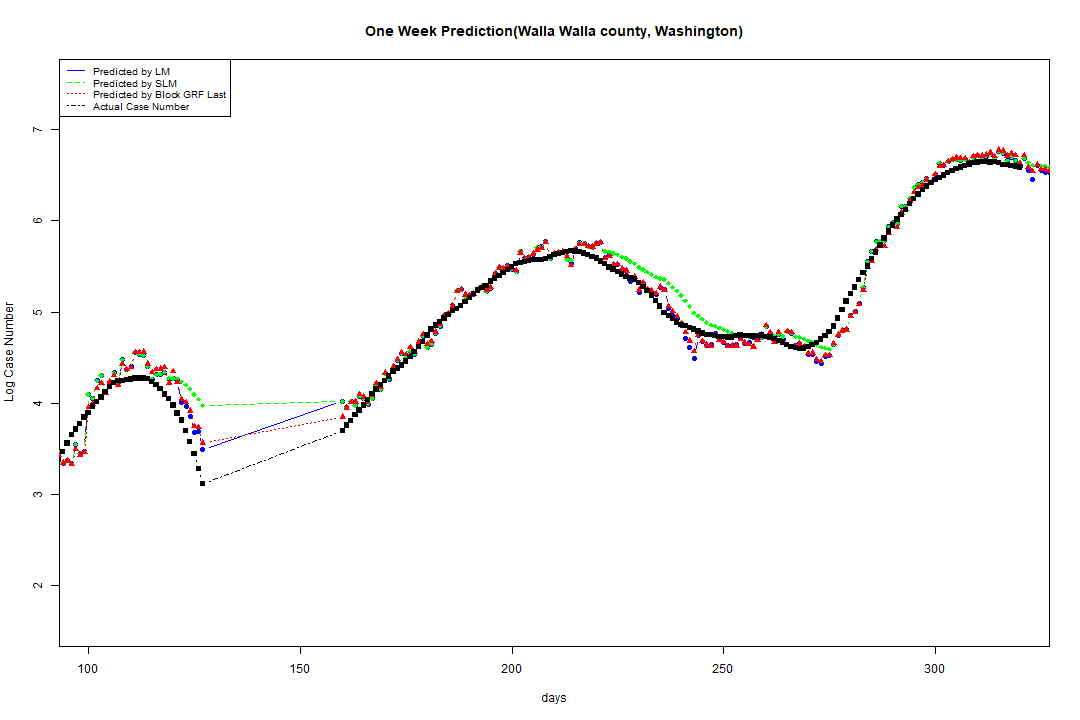 One Week Prediction(Walla Walla county, Washington)
Predicted by LM
Predicted by SLM
Predicted by Block GRF Last
Actual Case Number
7
6
5
4
3
2
Log Case Number
100 150 200 250 300
days